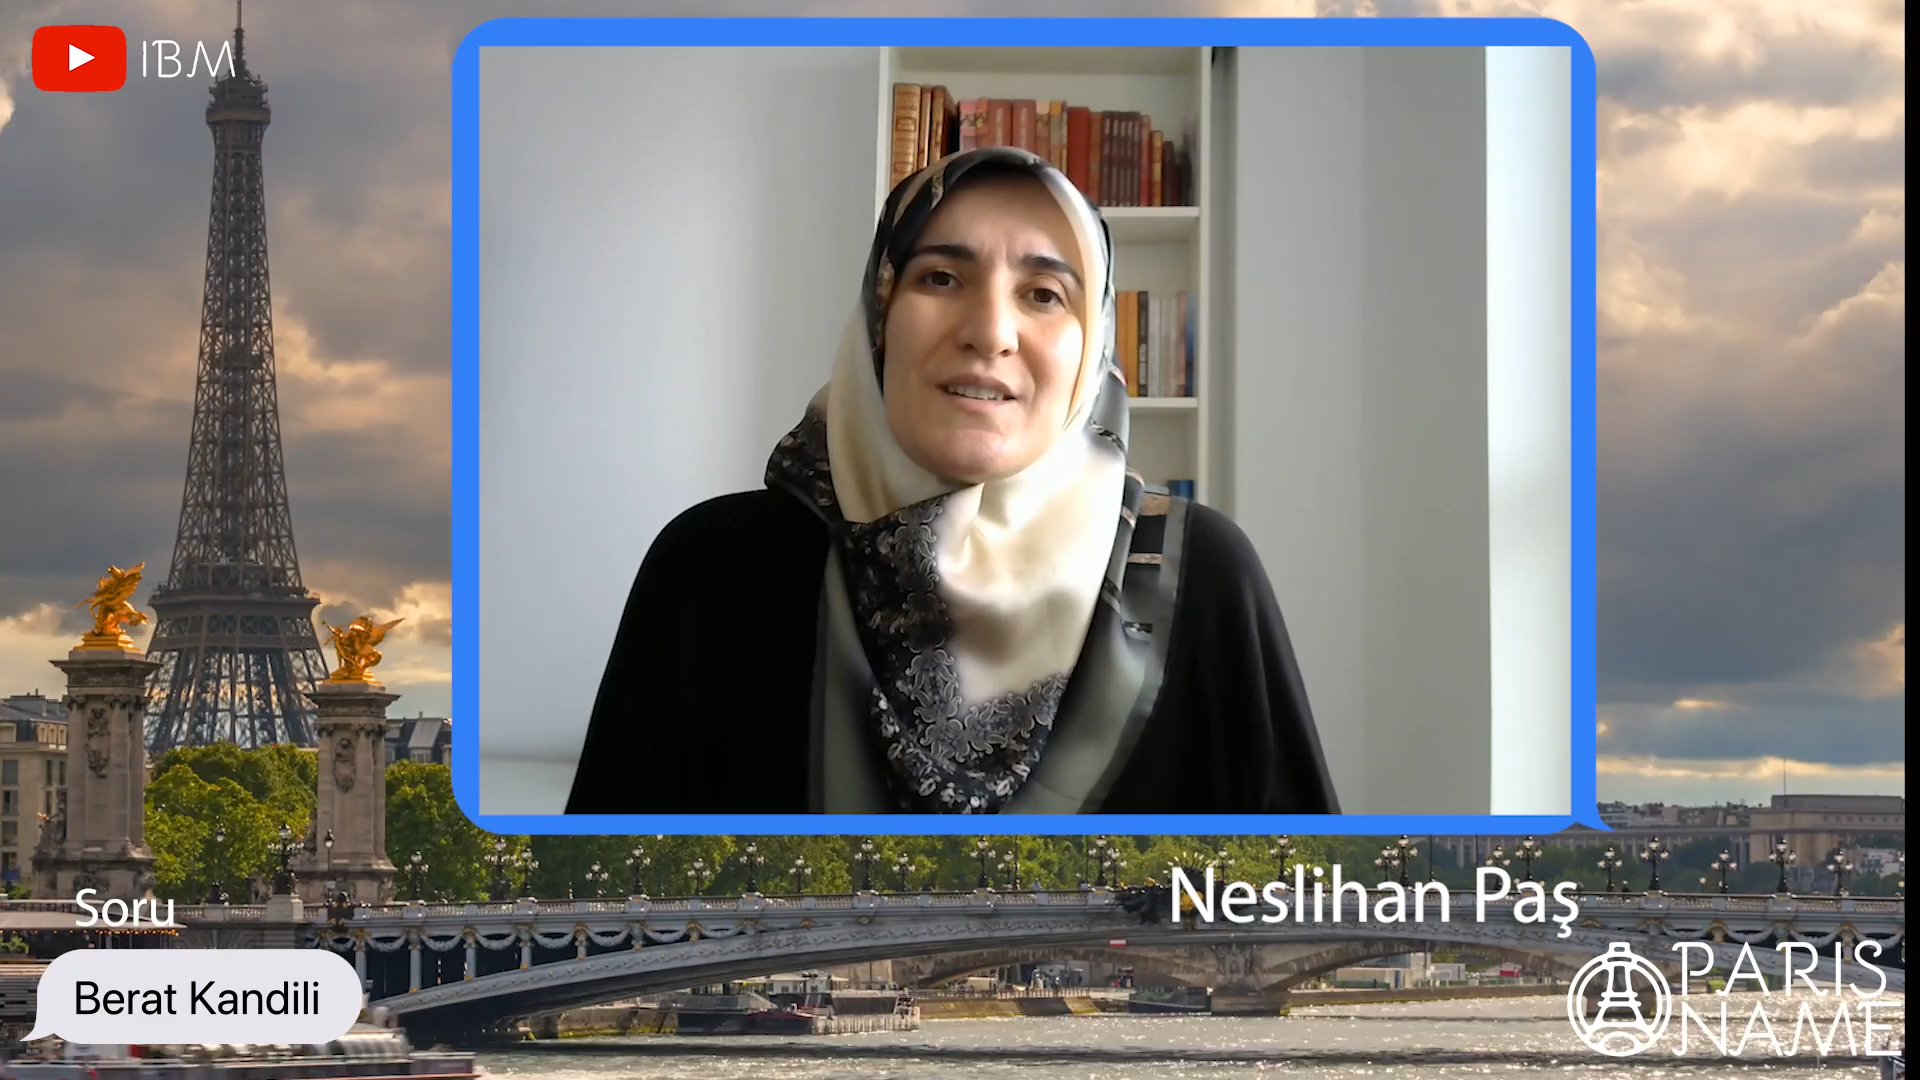 IBM
Neslihan Paş
Soru
Berat Kandili
PARIS
NAME